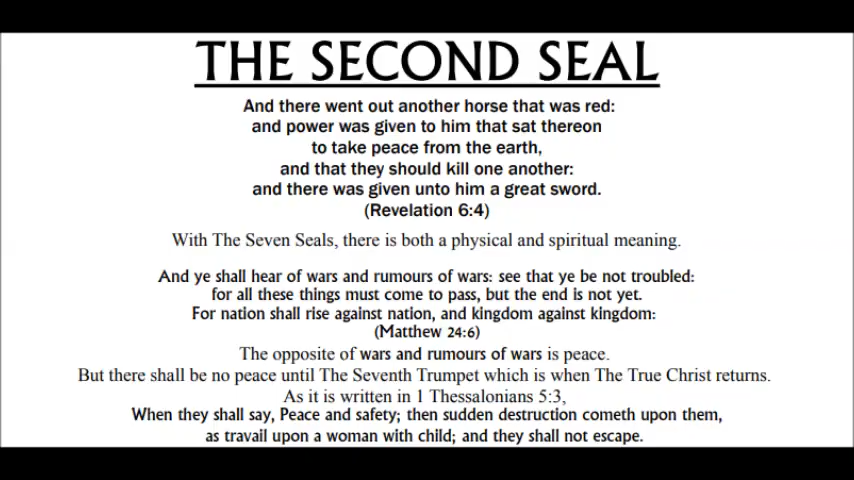 THE SECOND SEAL
And there went out another horse that was red:
and power was given to him that sat thereon
to take peace from the earth,
and that they should kill one another:
and there was given unto him a great sword.
(Revelation 6:4)
With The Seven Seals, there is both a physical and spiritual meaning.
And ye shall hear of wars and rumours of wars: see that ye be not troubled:
for all these things must come to pass, but the end is not yet.
For nation shall rise against nation, and kingdom against kingdom:
(Matthew 24:6)
The opposite of wars and rumours of wars is peace.
But there shall be no peace until The Seventh Trumpet which is when The True Christ returns.
As it is written in 1 Thessalonians 5:3,
When they shall say, Peace and safety; then sudden destruction cometh upon them,
as travail upon a woman with child; and they shall not escape.